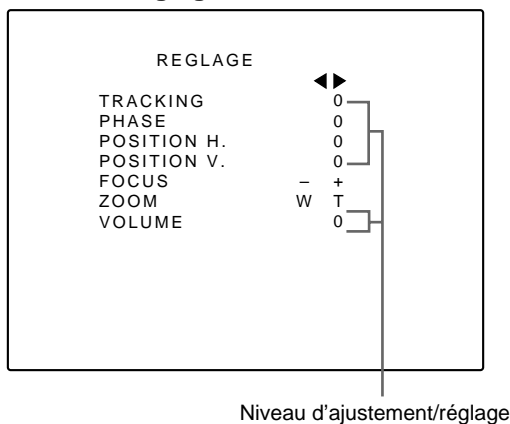 REGLAGE
◀ ▶
TRACKING 0
PHASE 0
POSITION H. 0
POSITION V. 0
FOCUS – +
ZOOM W T
VOLUME 0
Niveau d'ajustement/réglage